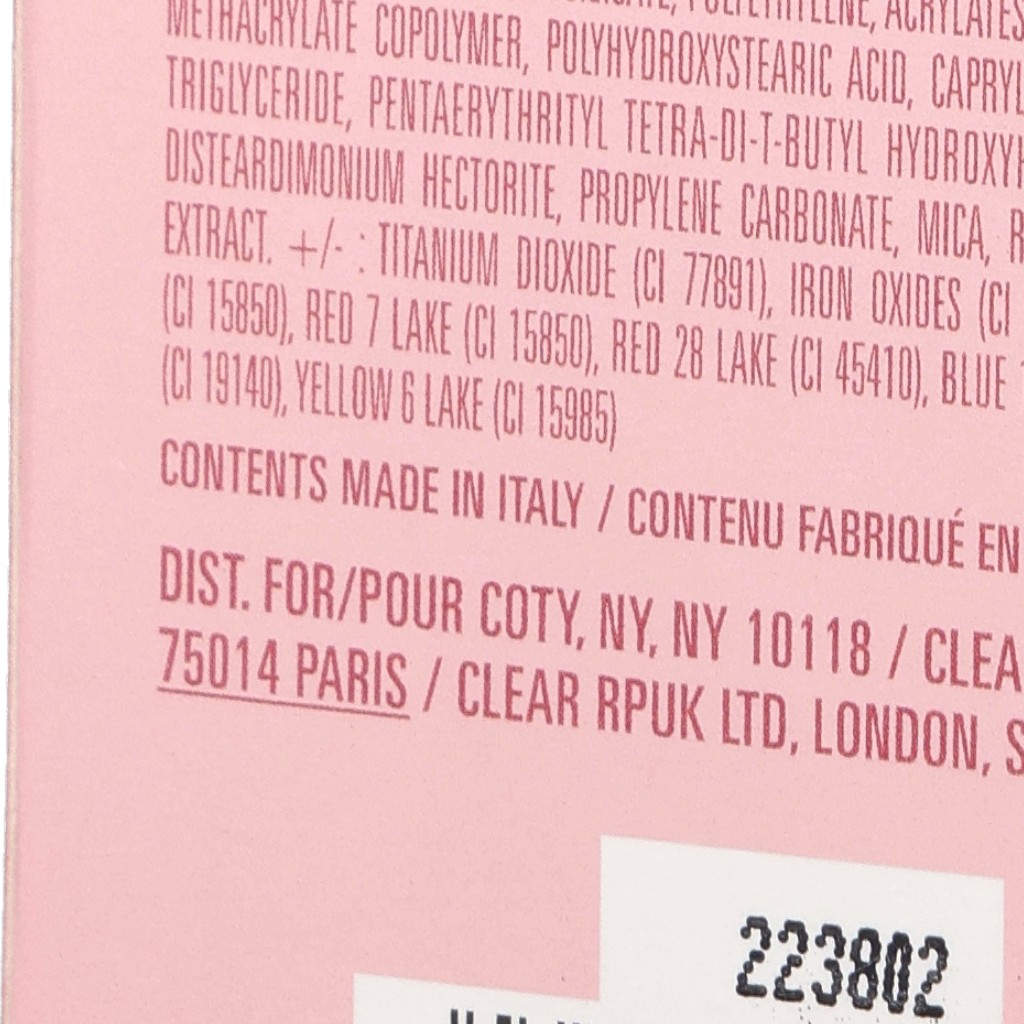 ACRYLATES
METHACRYLATE COPOLYMER, POLYHYDROXYSTEARIC ACID,
TRIGLYCERIDE, PENTAERYTHRITYL TETRA-DI-T-BUTYL
DISTEARDIMONIUM HECTORITE, PROPYLENE CARBONATE, MICA,
EXTRACT. +/- : TITANIUM DIOXIDE (CI 77891), IRON OXIDES (CI
(CI 15850), RED 7 LAKE (CI 15850), RED 28 LAKE (CI 45410), BLUE
(CI 19140), YELLOW 6 LAKE (CI 15985)
CONTENTS MADE IN ITALY / CONTENU FABRIQUÉ EN
DIST. FOR/POUR COTY, NY, NY 10118 /
75014 PARIS / CLEAR RPUK LTD, LONDON,
223802